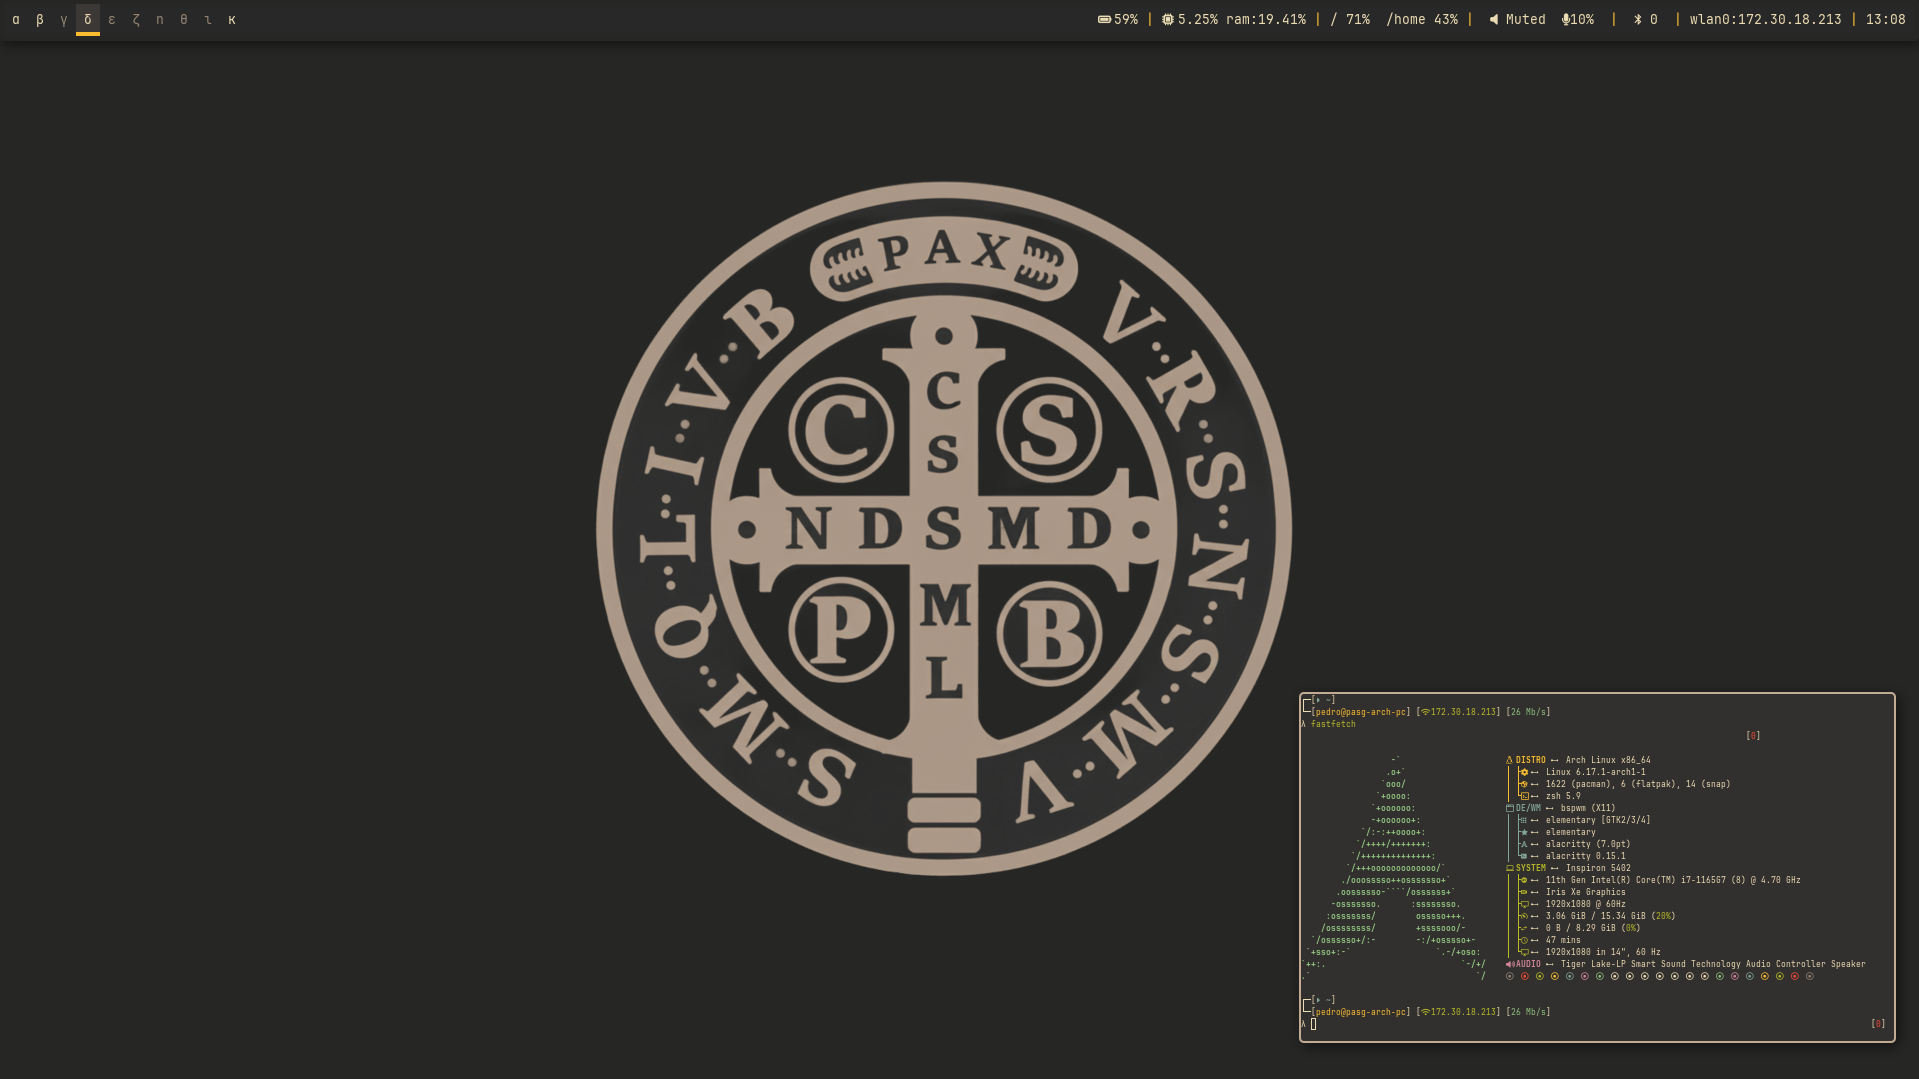 α β γ δ ε ζ η θ ι κ
59% | 5.25% ram:19.41% | / 71% /home 43% | Muted 10% | 0 | wlan0:172.30.18.213 | 13:08
PAX
V R S N S M V
S M Q L I V B
C S
C
S
N D S M D
M
L
P B
[ ~]
[pedro@pasg-arch-pc] [172.30.18.213] [26 Mb/s]
λ fastfetch
[0]
DISTRO Arch Linux x86_64
Linux 6.17.1-arch1-1
1622 (pacman), 6 (flatpak), 14 (snap)
zsh 5.9
DE/WM bspwm (X11)
elementary [GTK2/3/4]
elementary
alacritty (7.0pt)
alacritty 0.15.1
SYSTEM Inspiron 5402
11th Gen Intel(R) Core(TM) i7-1165G7 (8) @ 4.70 GHz
Iris Xe Graphics
1920x1080 @ 60Hz
3.06 GiB / 15.34 GiB (20%)
0 B / 8.29 GiB (0%)
47 mins
1920x1080 in 14", 60 Hz
AUDIO Tiger Lake-LP Smart Sound Technology Audio Controller Speaker
[ ~]
[pedro@pasg-arch-pc] [172.30.18.213] [26 Mb/s]
λ [0]